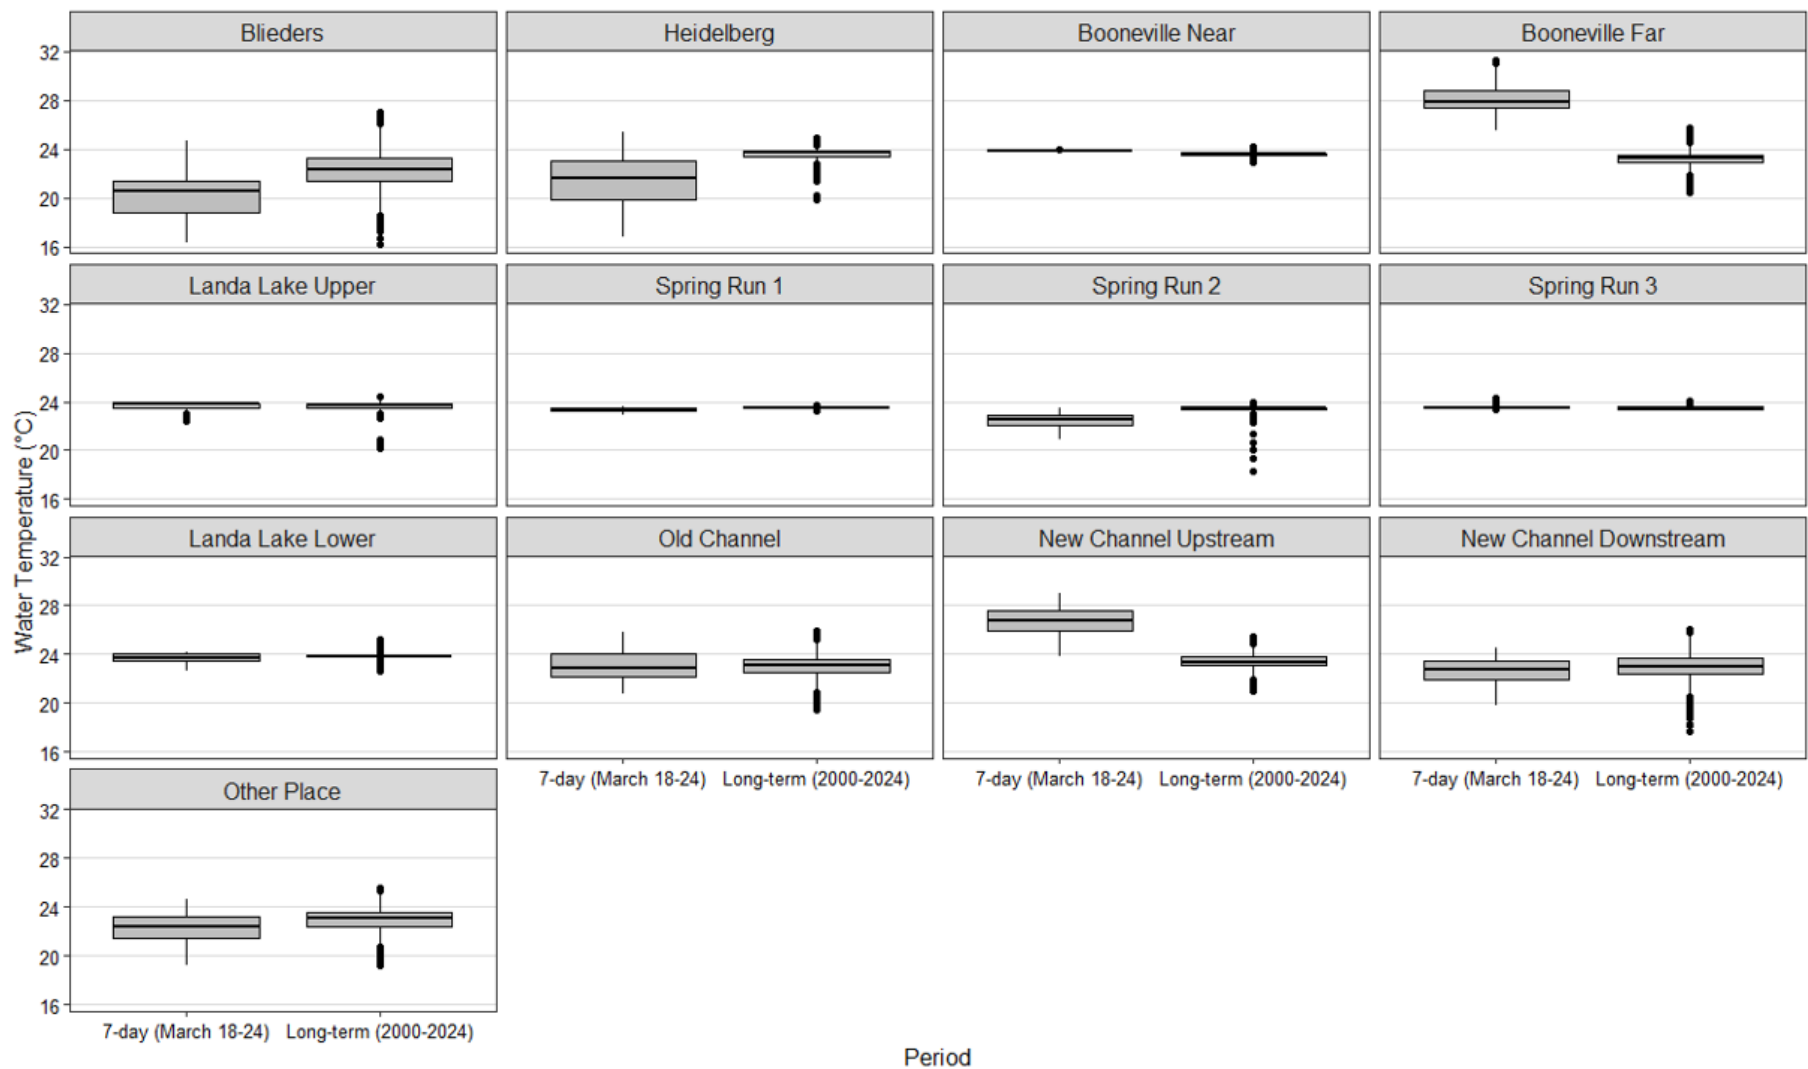 Blieders Heidelberg Booneville Near Booneville Far
32
28
24
20
16
Landa Lake Upper Spring Run 1 Spring Run 2 Spring Run 3
32
28
24
20
16
Water Temperature (°C)
Landa Lake Lower Old Channel New Channel Upstream New Channel Downstream
32
28
24
20
16
7-day (March 18-24) Long-term (2000-2024) 7-day (March 18-24) Long-term (2000-2024) 7-day (March 18-24) Long-term (2000-2024)
Other Place
32
28
24
20
16
7-day (March 18-24) Long-term (2000-2024)
Period